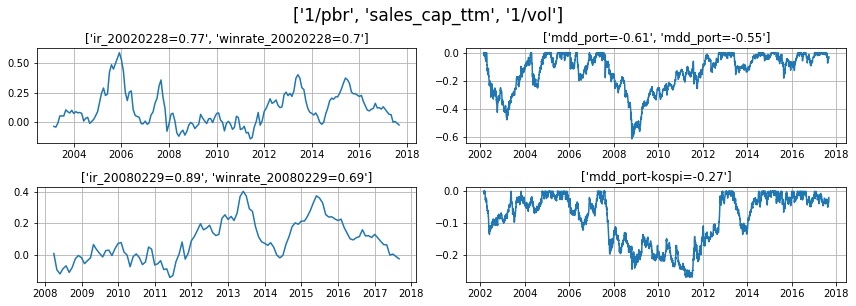 ['1/pbr', 'sales_cap_ttm', '1/vol']
['ir_20020228=0.77', 'winrate_20020228=0.7']
0.50
0.25
0.00
2004 2006 2008 2010 2012 2014 2016 2018
['mdd_port=-0.61', 'mdd_port=-0.55']
0.0
−0.2
−0.4
−0.6
2002 2004 2006 2008 2010 2012 2014 2016 2018
['ir_20080229=0.89', 'winrate_20080229=0.69']
0.4
0.2
0.0
2008 2009 2010 2011 2012 2013 2014 2015 2016 2017 2018
['mdd_port-kospi=-0.27']
0.0
−0.1
−0.2
2002 2004 2006 2008 2010 2012 2014 2016 2018